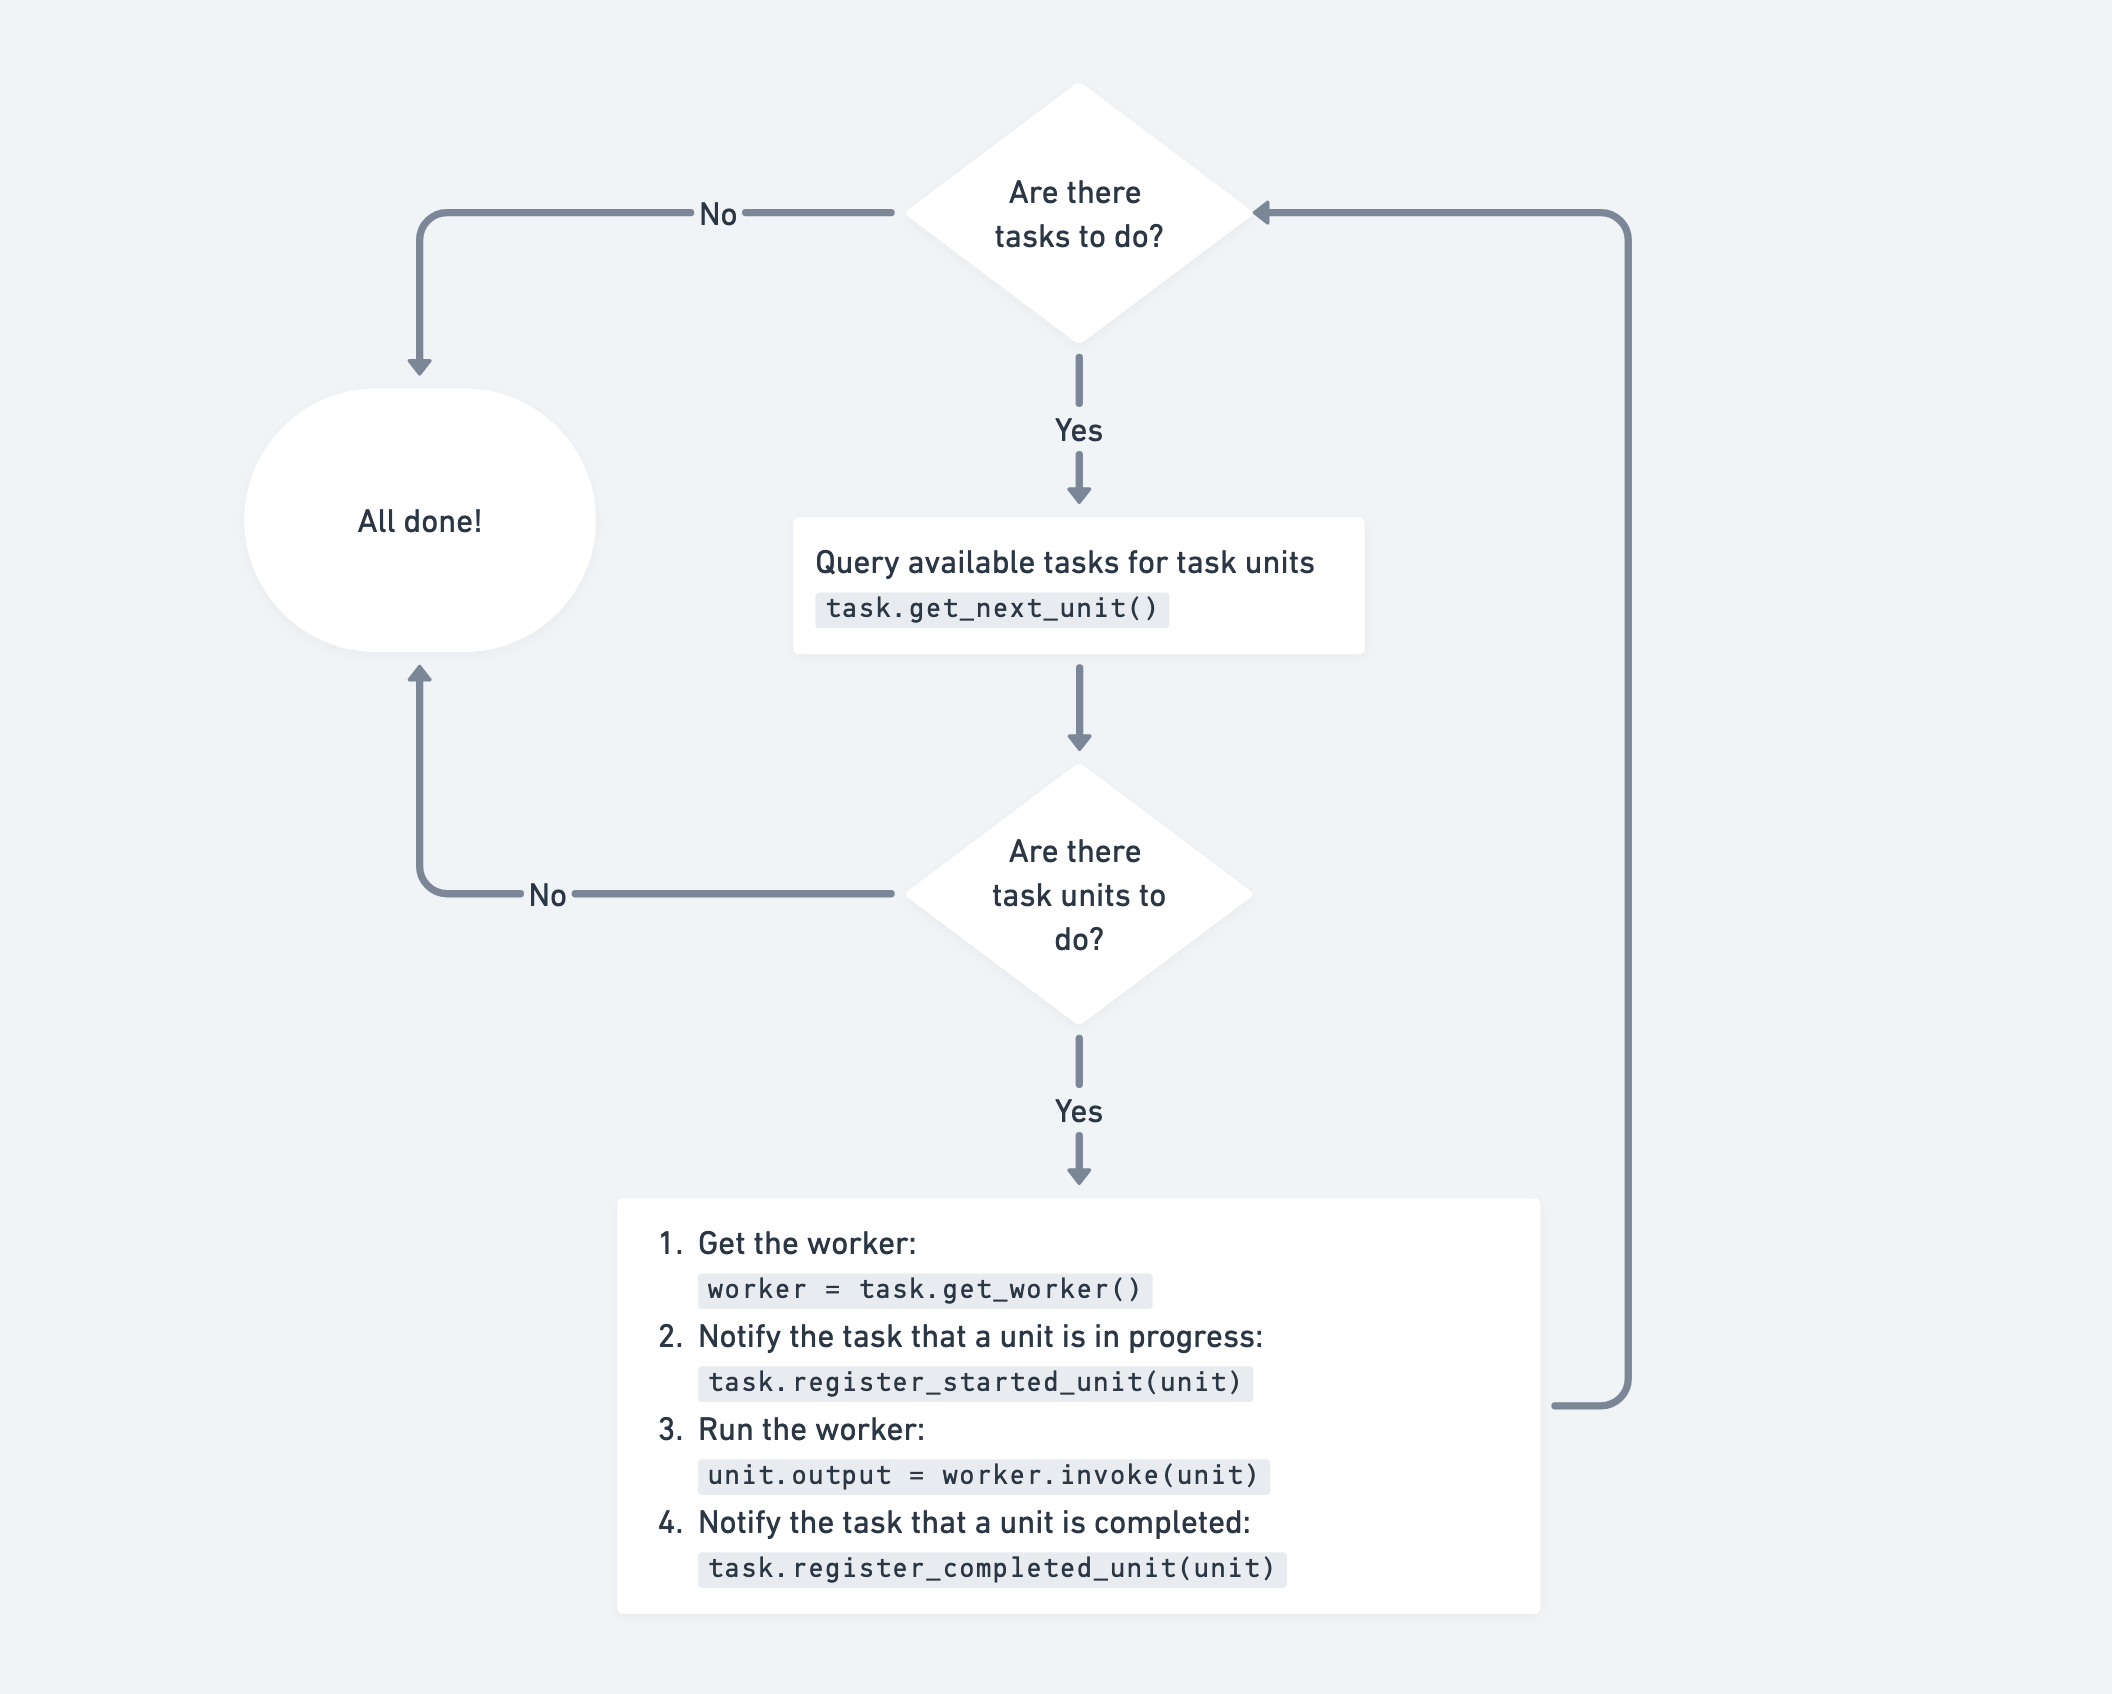 Are there
tasks to do?
No
Yes
All done!
Query available tasks for task units
task.get_next_unit()
Are there
task units to
do?
No
Yes
1. Get the worker:
worker = task.get_worker()
2. Notify the task that a unit is in progress:
task.register_started_unit(unit)
3. Run the worker:
unit.output = worker.invoke(unit)
4. Notify the task that a unit is completed:
task.register_completed_unit(unit)